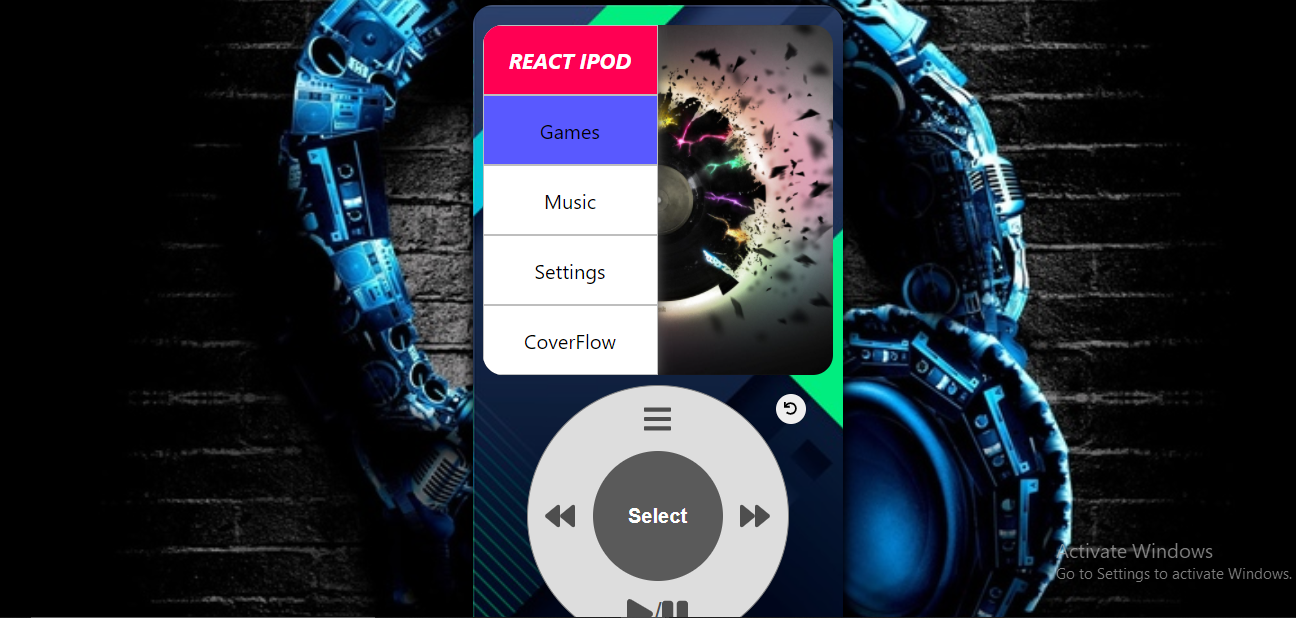 REACT IPOD
Games
Music
Settings
CoverFlow
Select
Activate Windows
Go to Settings to activate Windows.